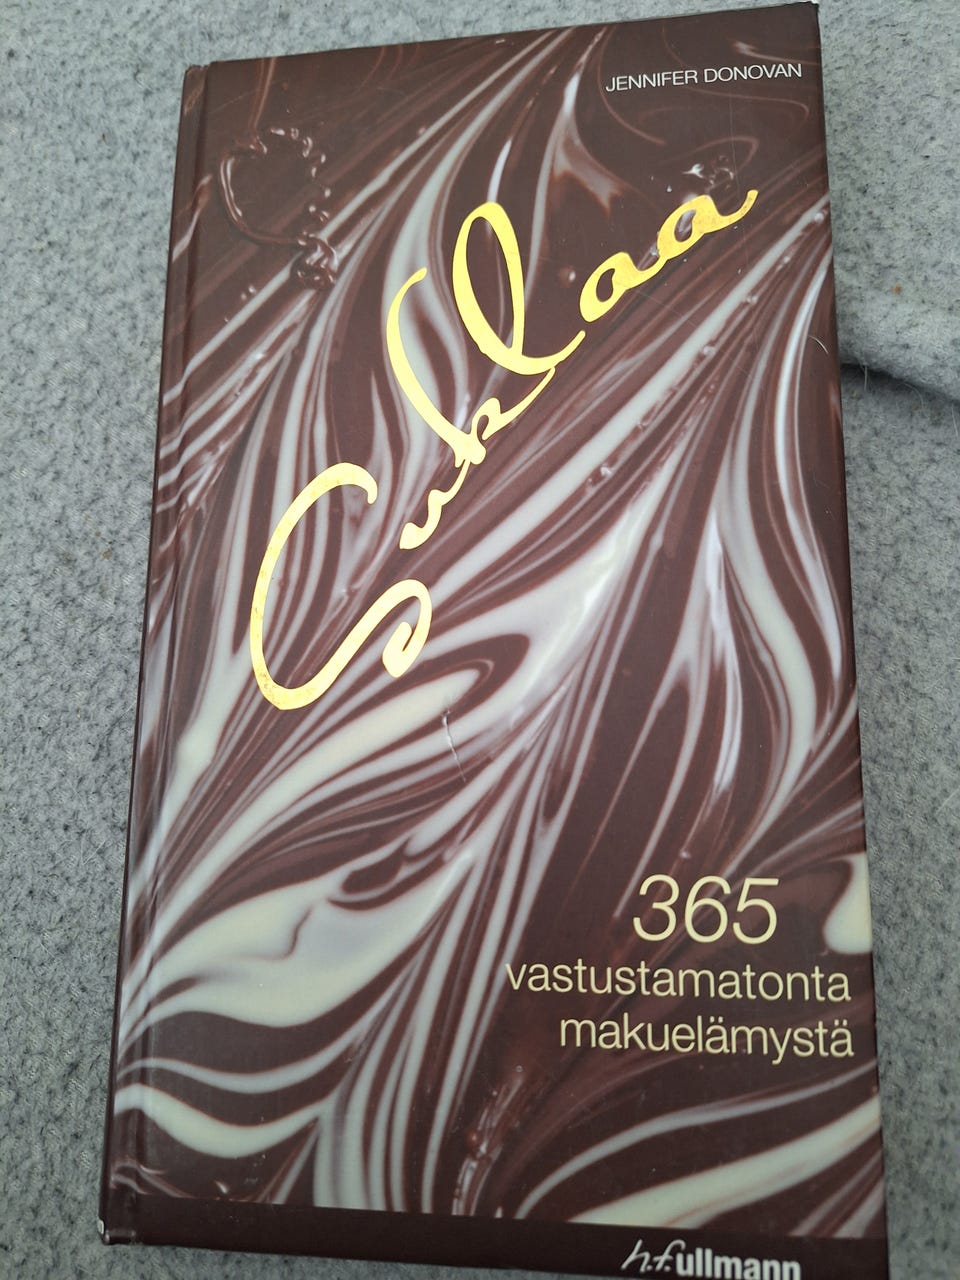 JENNIFER DONOVAN
Suklaa
365
vastustamatonta
makuelämystä
h.f.ullmann